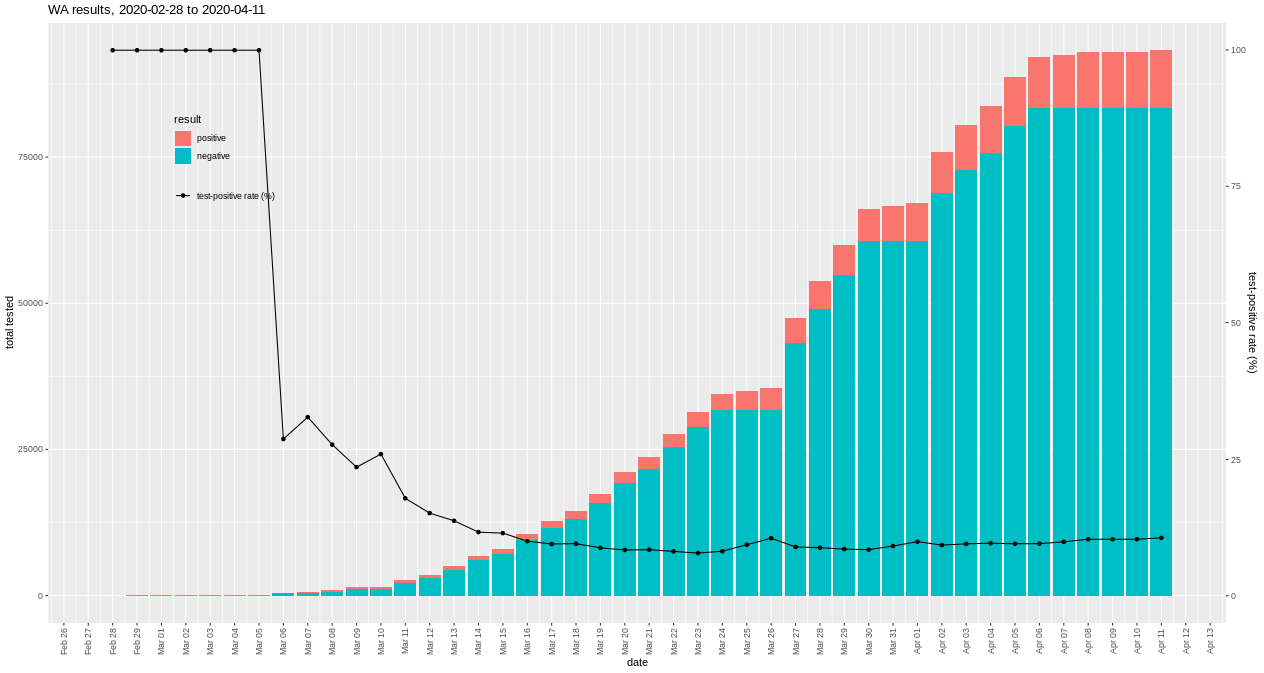 WA results, 2020-02-28 to 2020-04-11
result
positive
negative
test-positive rate (%)
total tested
75000
50000
25000
0
100
75
50
25
0
test-positive rate (%)
Feb 26
Feb 27
Feb 28
Feb 29
Mar 01
Mar 02
Mar 03
Mar 04
Mar 05
Mar 06
Mar 07
Mar 08
Mar 09
Mar 10
Mar 11
Mar 12
Mar 13
Mar 14
Mar 15
Mar 16
Mar 17
Mar 18
Mar 19
Mar 20
Mar 21
Mar 22
Mar 23
Mar 24
Mar 25
Mar 26
Mar 27
Mar 28
Mar 29
Mar 30
Mar 31
Apr 01
Apr 02
Apr 03
Apr 04
Apr 05
Apr 06
Apr 07
Apr 08
Apr 09
Apr 10
Apr 11
Apr 12
Apr 13
date